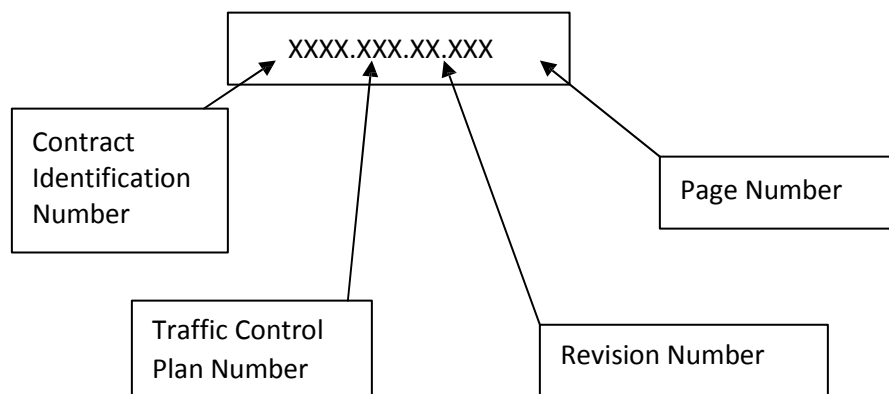 XXXX.XXX.XX.XXX
Contract
Identification
Number
Page Number
Traffic Control
Plan Number
Revision Number